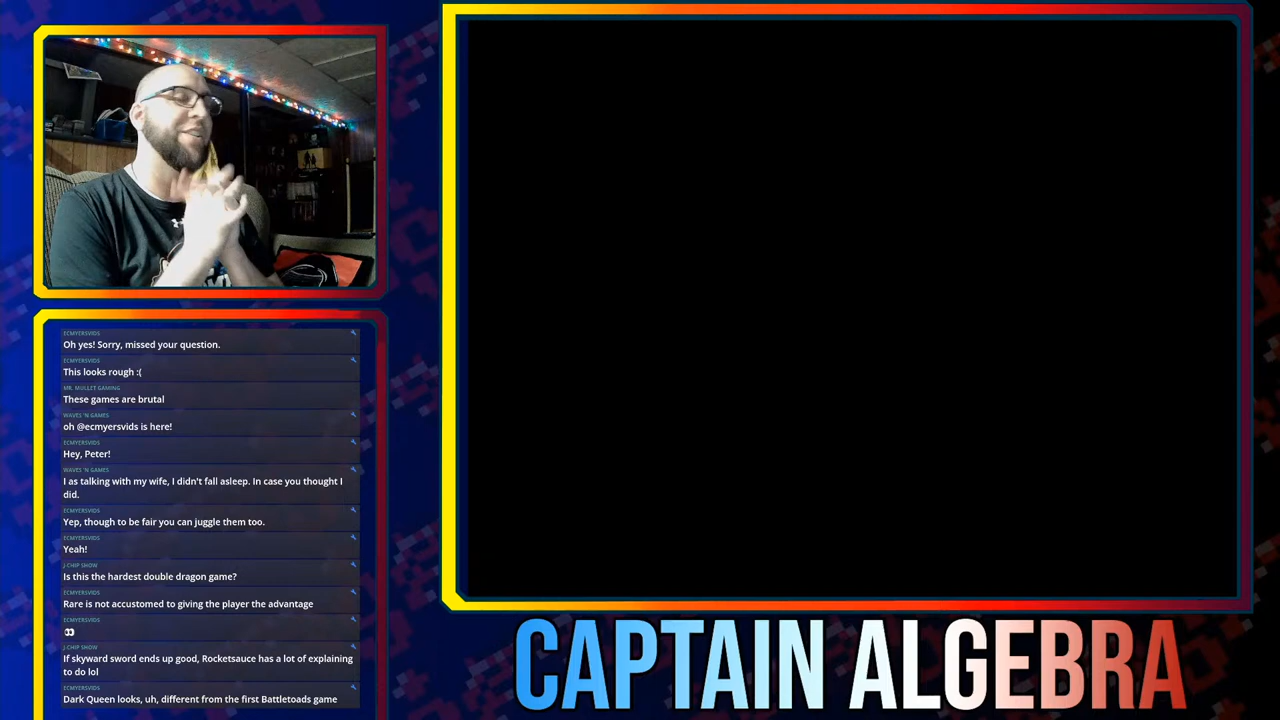 ECMYERSVIDS
Oh yes! Sorry, missed your question.
ECMYERSVIDS
This looks rough :(
MR. MULLET GAMING
These games are brutal
WAVES 'N GAMES
oh @ecmyersvids is here!
ECMYERSVIDS
Hey, Peter!
WAVES 'N GAMES
I as talking with my wife, I didn't fall asleep. In case you thought I
did.
ECMYERSVIDS
Yep, though to be fair you can juggle them too.
ECMYERSVIDS
Yeah!
J-CHIP SHOW
Is this the hardest double dragon game?
ECMYERSVIDS
Rare is not accustomed to giving the player the advantage
ECMYERSVIDS
👀
J-CHIP SHOW
If skyward sword ends up good, Rocketsauce has a lot of explaining
to do lol
ECMYERSVIDS
Dark Queen looks, uh, different from the first Battletoads game
CAPTAIN ALGEBRA